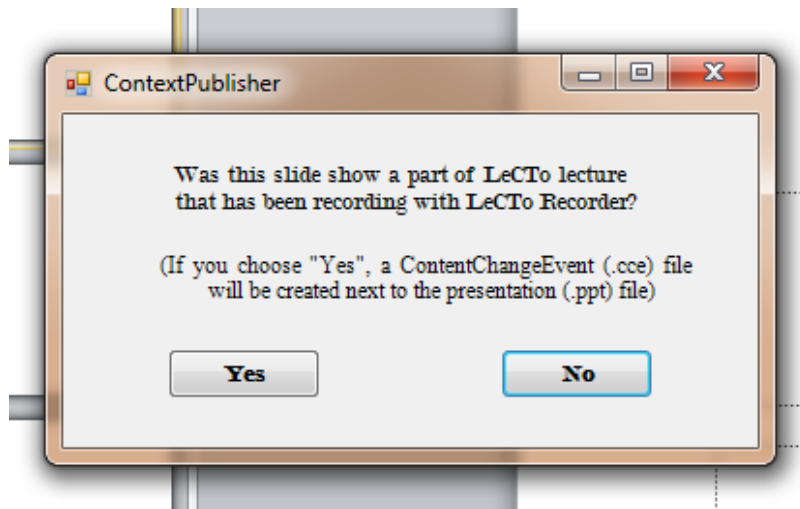 ContextPublisher
Was this slide show a part of LeCTo lecture
that has been recording with LeCTo Recorder?
(If you choose "Yes", a ContentChangeEvent (.cce) file
will be created next to the presentation (.ppt) file)
Yes
No